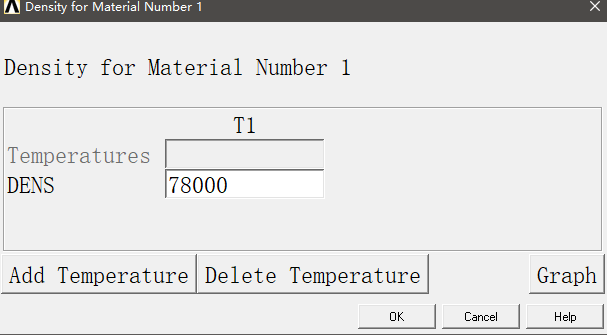 Density for Material Number 1
Density for Material Number 1
T1
Temperatures
DENS 78000
Add Temperature Delete Temperature Graph
OK Cancel Help